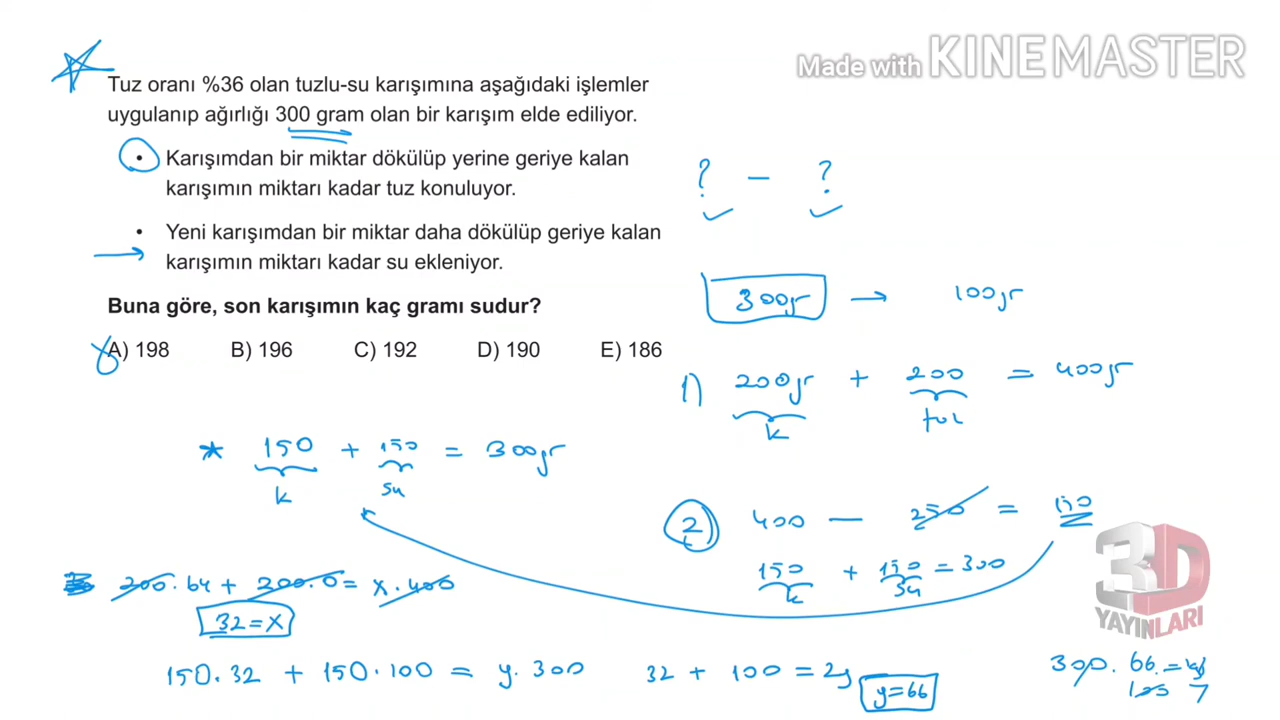 Made with KINEMASTER
Tuz oranı %36 olan tuzlu-su karışımına aşağıdaki işlemler
uygulanıp ağırlığı 300 gram olan bir karışım elde ediliyor.
• Karışımdan bir miktar dökülüp yerine geriye kalan
karışımın miktarı kadar tuz konuluyor.
• Yeni karışımdan bir miktar daha dökülüp geriye kalan
karışımın miktarı kadar su ekleniyor.
Buna göre, son karışımın kaç gramı sudur?
A) 198 B) 196 C) 192 D) 190 E) 186
? — ?
300gr → 100gr
1) 200gr + 200 = 400gr
k tuz
* 150 + 150 = 300gr
k su
2 400 — 250 = 150
150 + 150 = 300
k su
200.64 + 200.0 = x.400
32 = x
150.32 + 150.100 = y.300
32 + 100 = 2y
y=66
300. 66 =
100
3D
YAYINLARI